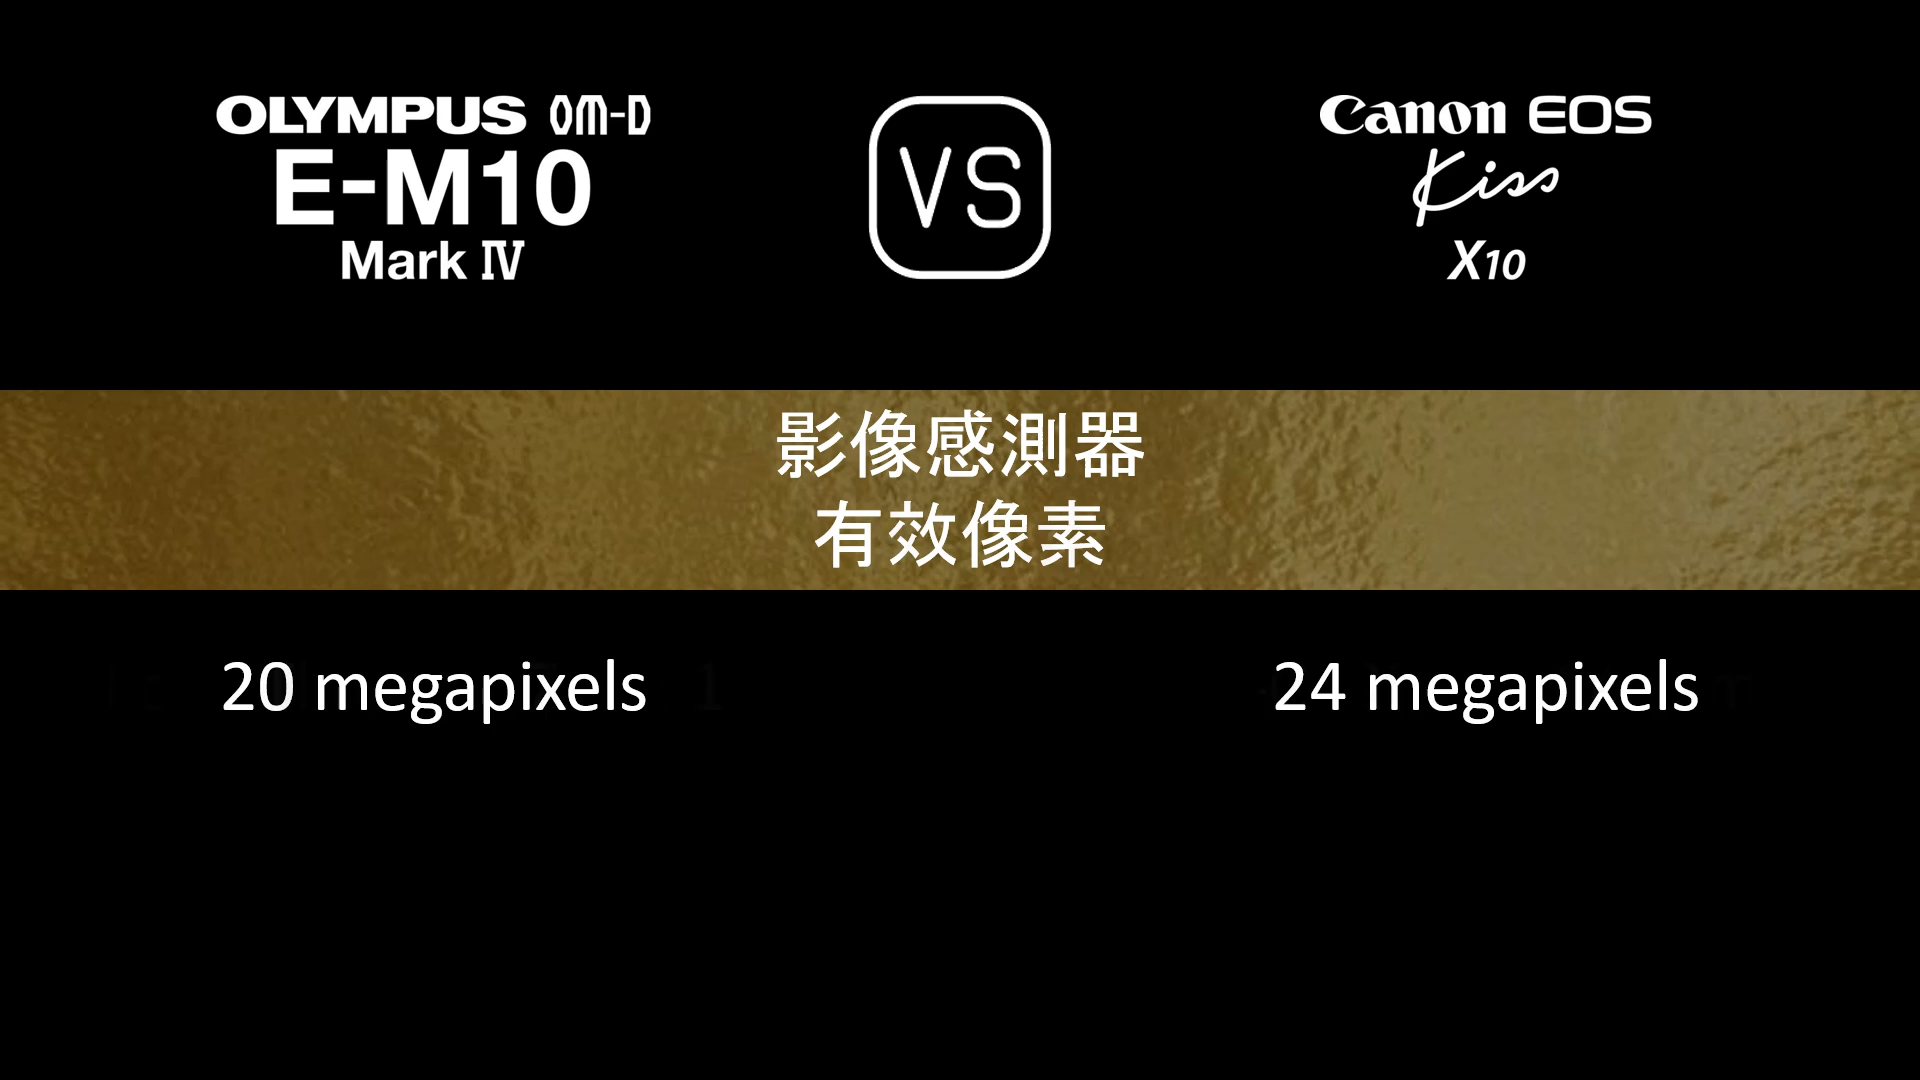 OLYMPUS OM-D
E-M10
Mark IV
VS
Canon EOS
Kiss
X10
影像感測器
有效像素
20 megapixels
24 megapixels